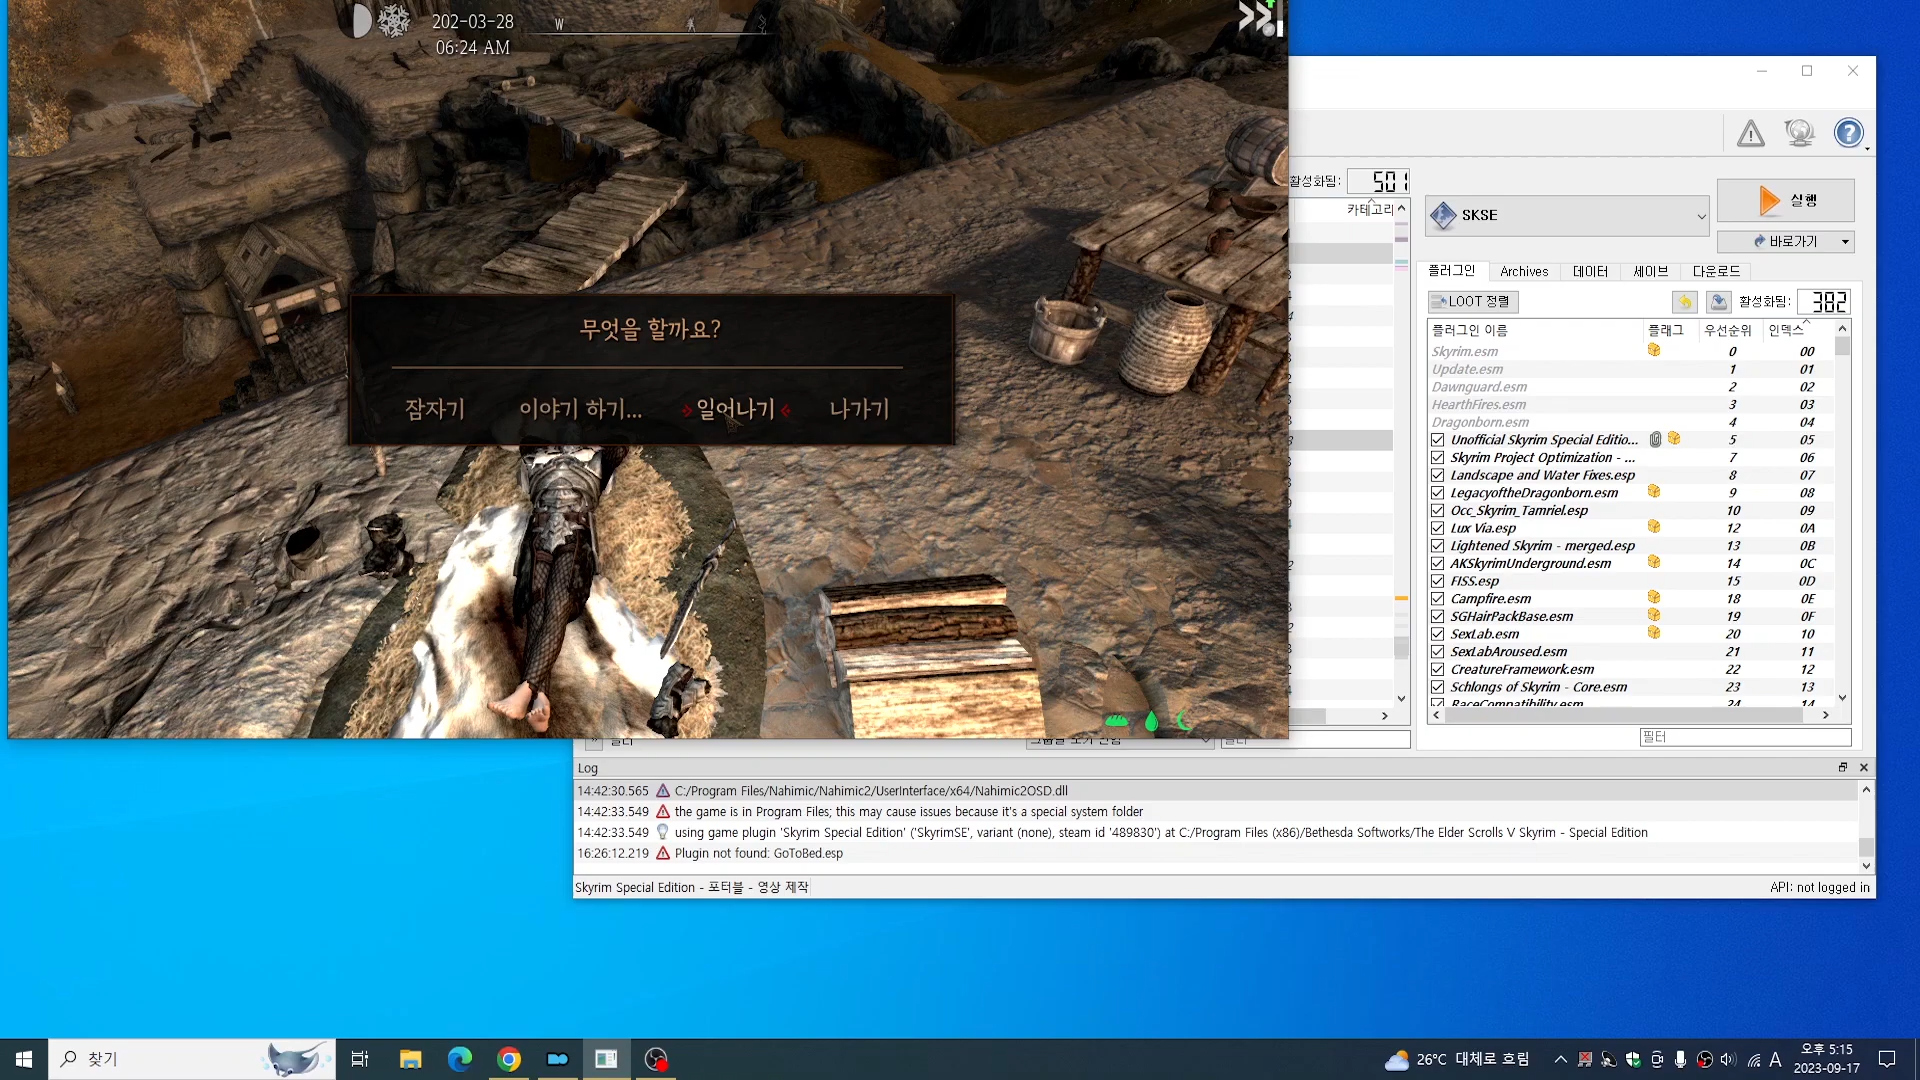 202-03-28
06:24 AM
W
무엇을 할까요?
잠자기
이야기 하기...
일어나기
나가기
활성화됨: 501
카테고리
SKSE
실행
바로가기
플러그인
Archives
데이터
세이브
다운로드
LOOT 정렬
활성화됨: 382
플러그인 이름 플래그 우선순위 인덱스
Skyrim.esm 0 00
Update.esm 1 01
Dawnguard.esm 2 02
HearthFires.esm 3 03
Dragonborn.esm 4 04
Unofficial Skyrim Special Editio... 5 05
Skyrim Project Optimization - ... 7 06
Landscape and Water Fixes.esp 8 07
LegacyoftheDragonborn.esm 9 08
Occ_Skyrim_Tamriel.esp 10 09
Lux Via.esp 12 0A
Lightened Skyrim - merged.esp 13 0B
AKSkyrimUnderground.esm 14 0C
FISS.esp 15 0D
Campfire.esm 18 0E
SGHairPackBase.esm 19 0F
SexLab.esm 20 10
SexLabAroused.esm 21 11
CreatureFramework.esm 22 12
Schlongs of Skyrim - Core.esm 23 13
RaceCompatibility.esm 24 14
필터
필터
Log
14:42:30.565 C:/Program Files/Nahimic/Nahimic2/UserInterface/x64/Nahimic2OSD.dll
14:42:33.549 the game is in Program Files; this may cause issues because it's a special system folder
14:42:33.549 using game plugin 'Skyrim Special Edition' ('SkyrimSE', variant (none), steam id '489830') at C:/Program Files (x86)/Bethesda Softworks/The Elder Scrolls V Skyrim - Special Edition
16:26:12.219 Plugin not found: GoToBed.esp
Skyrim Special Edition - 포터블 - 영상 제작
API: not logged in
찾기
26°C 대체로 흐림
A
오후 5:15
2023-09-17